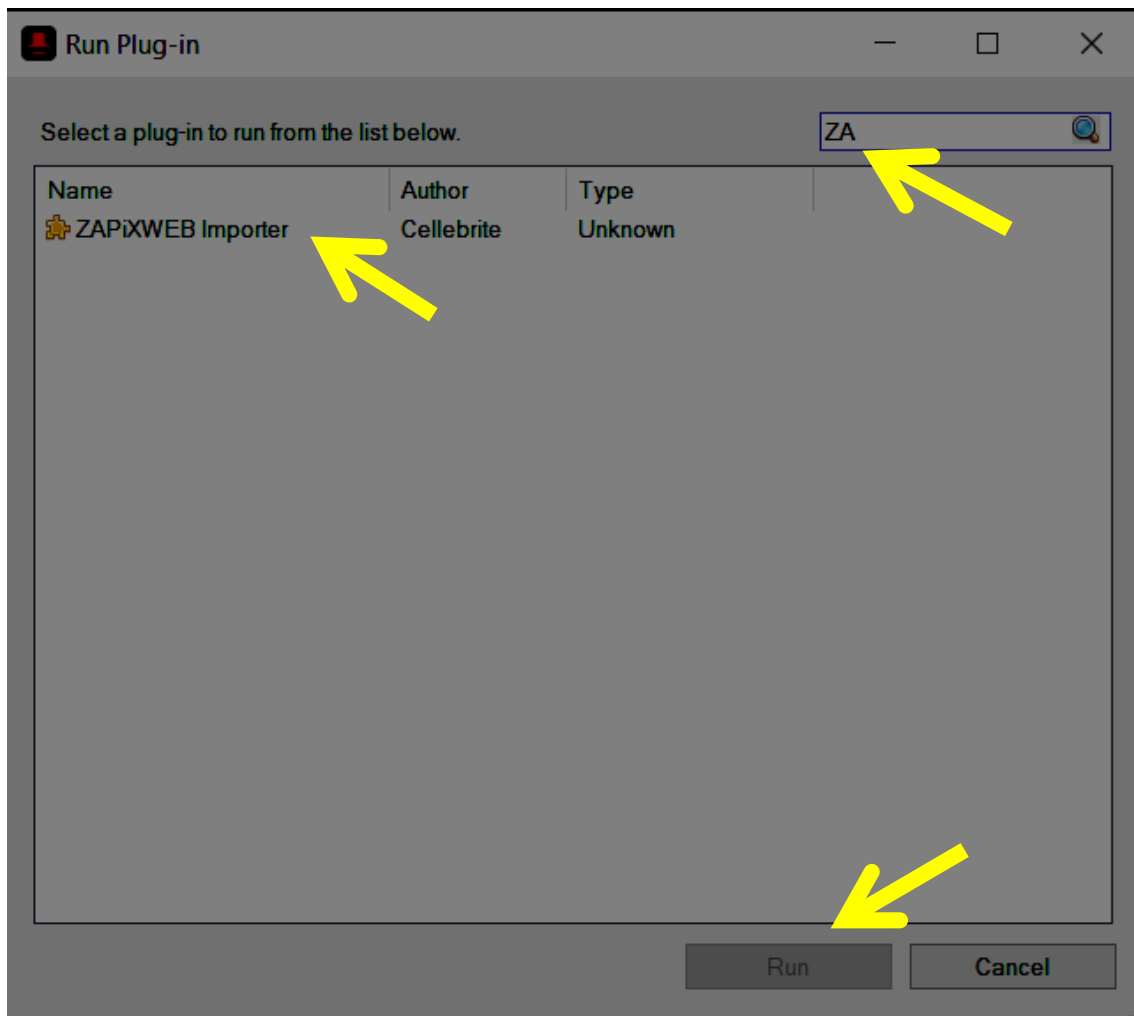 Run Plug-in
Select a plug-in to run from the list below.
ZA
Name Author Type
ZAPiXWEB Importer Cellebrite Unknown
Run Cancel